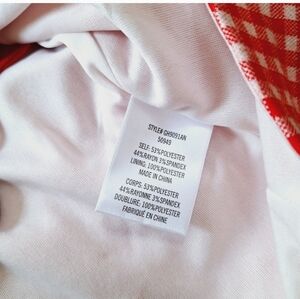 STYLE# GH9091AN
56949
SELF: 53%POLYESTER
44%RAYON 3%SPANDEX
LINING: 100%POLYESTER
MADE IN CHINA
CORPS: 53%POLYESTER
44%RAYONNE 3%SPANDEX
DOUBLURE: 100%POLYESTER
FABRIQUÉ EN CHINE